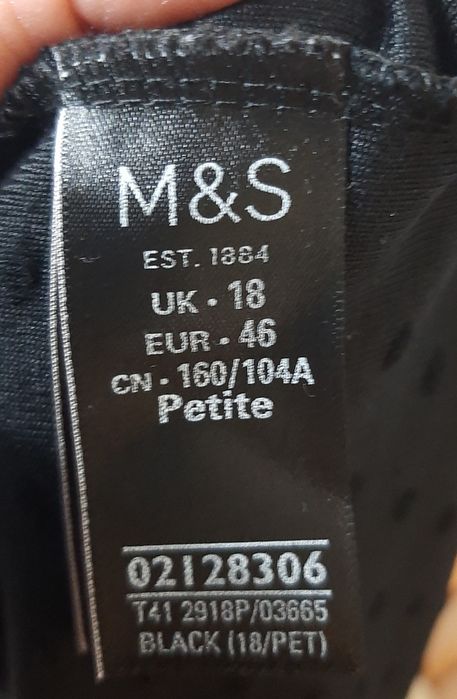 M&S
EST. 1884
UK • 18
EUR • 46
CN • 160/104A
Petite
02128306
T41 2918P/03665
BLACK (18/PET)